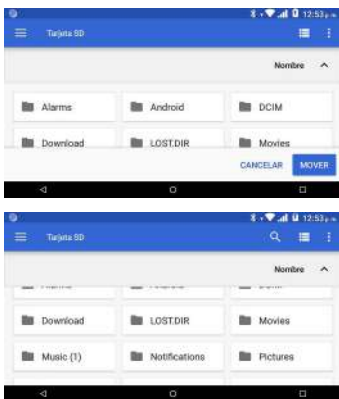 12:53 p.m.
Tarjeta SD
Nombre
Alarms Android DCIM
Download LOST.DIR Movies
CANCELAR MOVER
12:53 p.m.
Tarjeta SD
Nombre
Download LOST.DIR Movies
Music (1) Notifications Pictures